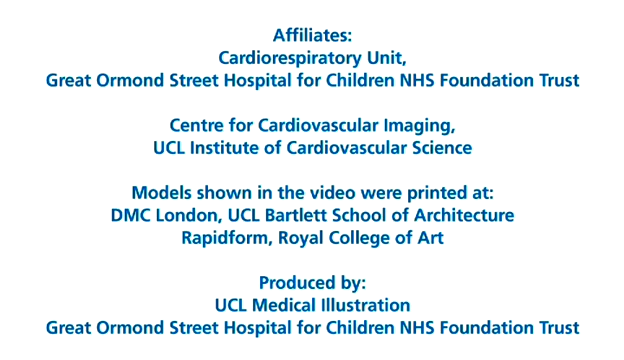 Affiliates:
Cardiorespiratory Unit,
Great Ormond Street Hospital for Children NHS Foundation Trust
Centre for Cardiovascular Imaging,
UCL Institute of Cardiovascular Science
Models shown in the video were printed at:
DMC London, UCL Bartlett School of Architecture
Rapidform, Royal College of Art
Produced by:
UCL Medical Illustration
Great Ormond Street Hospital for Children NHS Foundation Trust